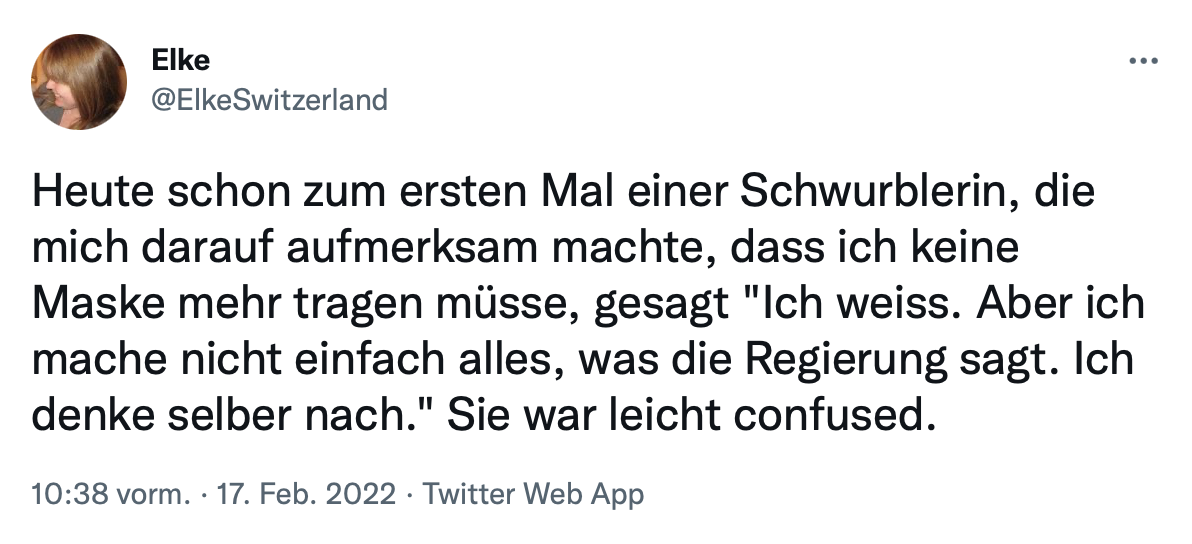 Elke
@ElkeSwitzerland
Heute schon zum ersten Mal einer Schwurblerin, die
mich darauf aufmerksam machte, dass ich keine
Maske mehr tragen müsse, gesagt "Ich weiss. Aber ich
mache nicht einfach alles, was die Regierung sagt. Ich
denke selber nach." Sie war leicht confused.
10:38 vorm. · 17. Feb. 2022 · Twitter Web App